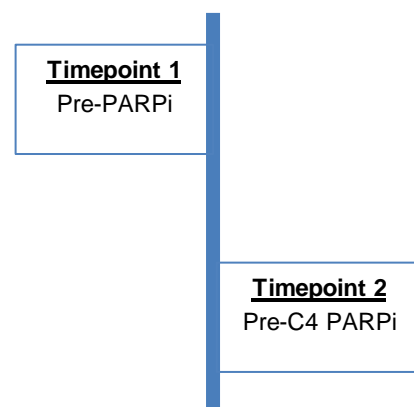 Timepoint 1
Pre-PARPi
Timepoint 2
Pre-C4 PARPi